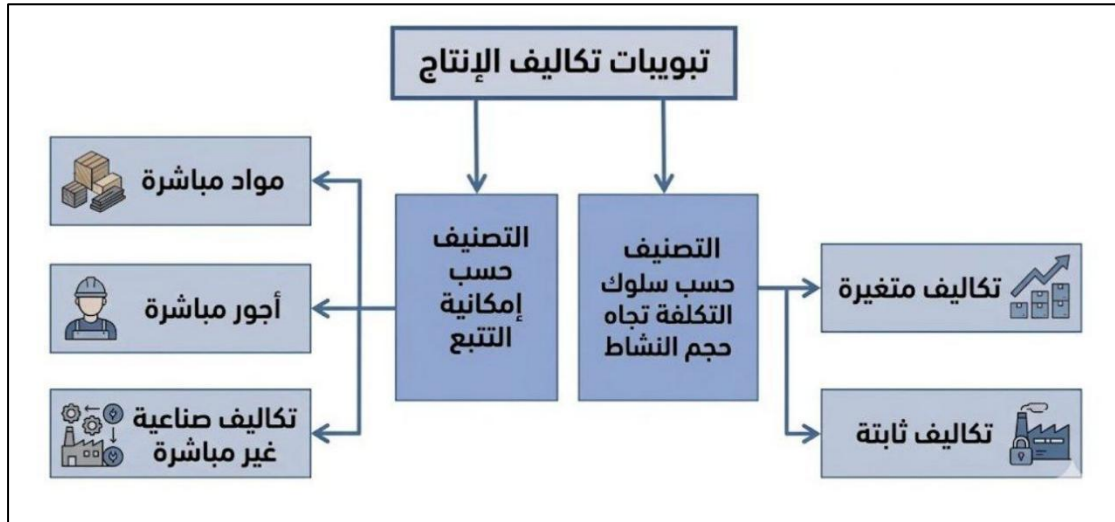 تبويبات تكاليف الإنتاج
التصنيف
حسب سلوك
التكلفة تجاه
حجم النشاط
تكاليف متغيرة
تكاليف ثابتة
التصنيف
حسب
إمكانية
التتبع
مواد مباشرة
أجور مباشرة
تكاليف صناعية
غير مباشرة